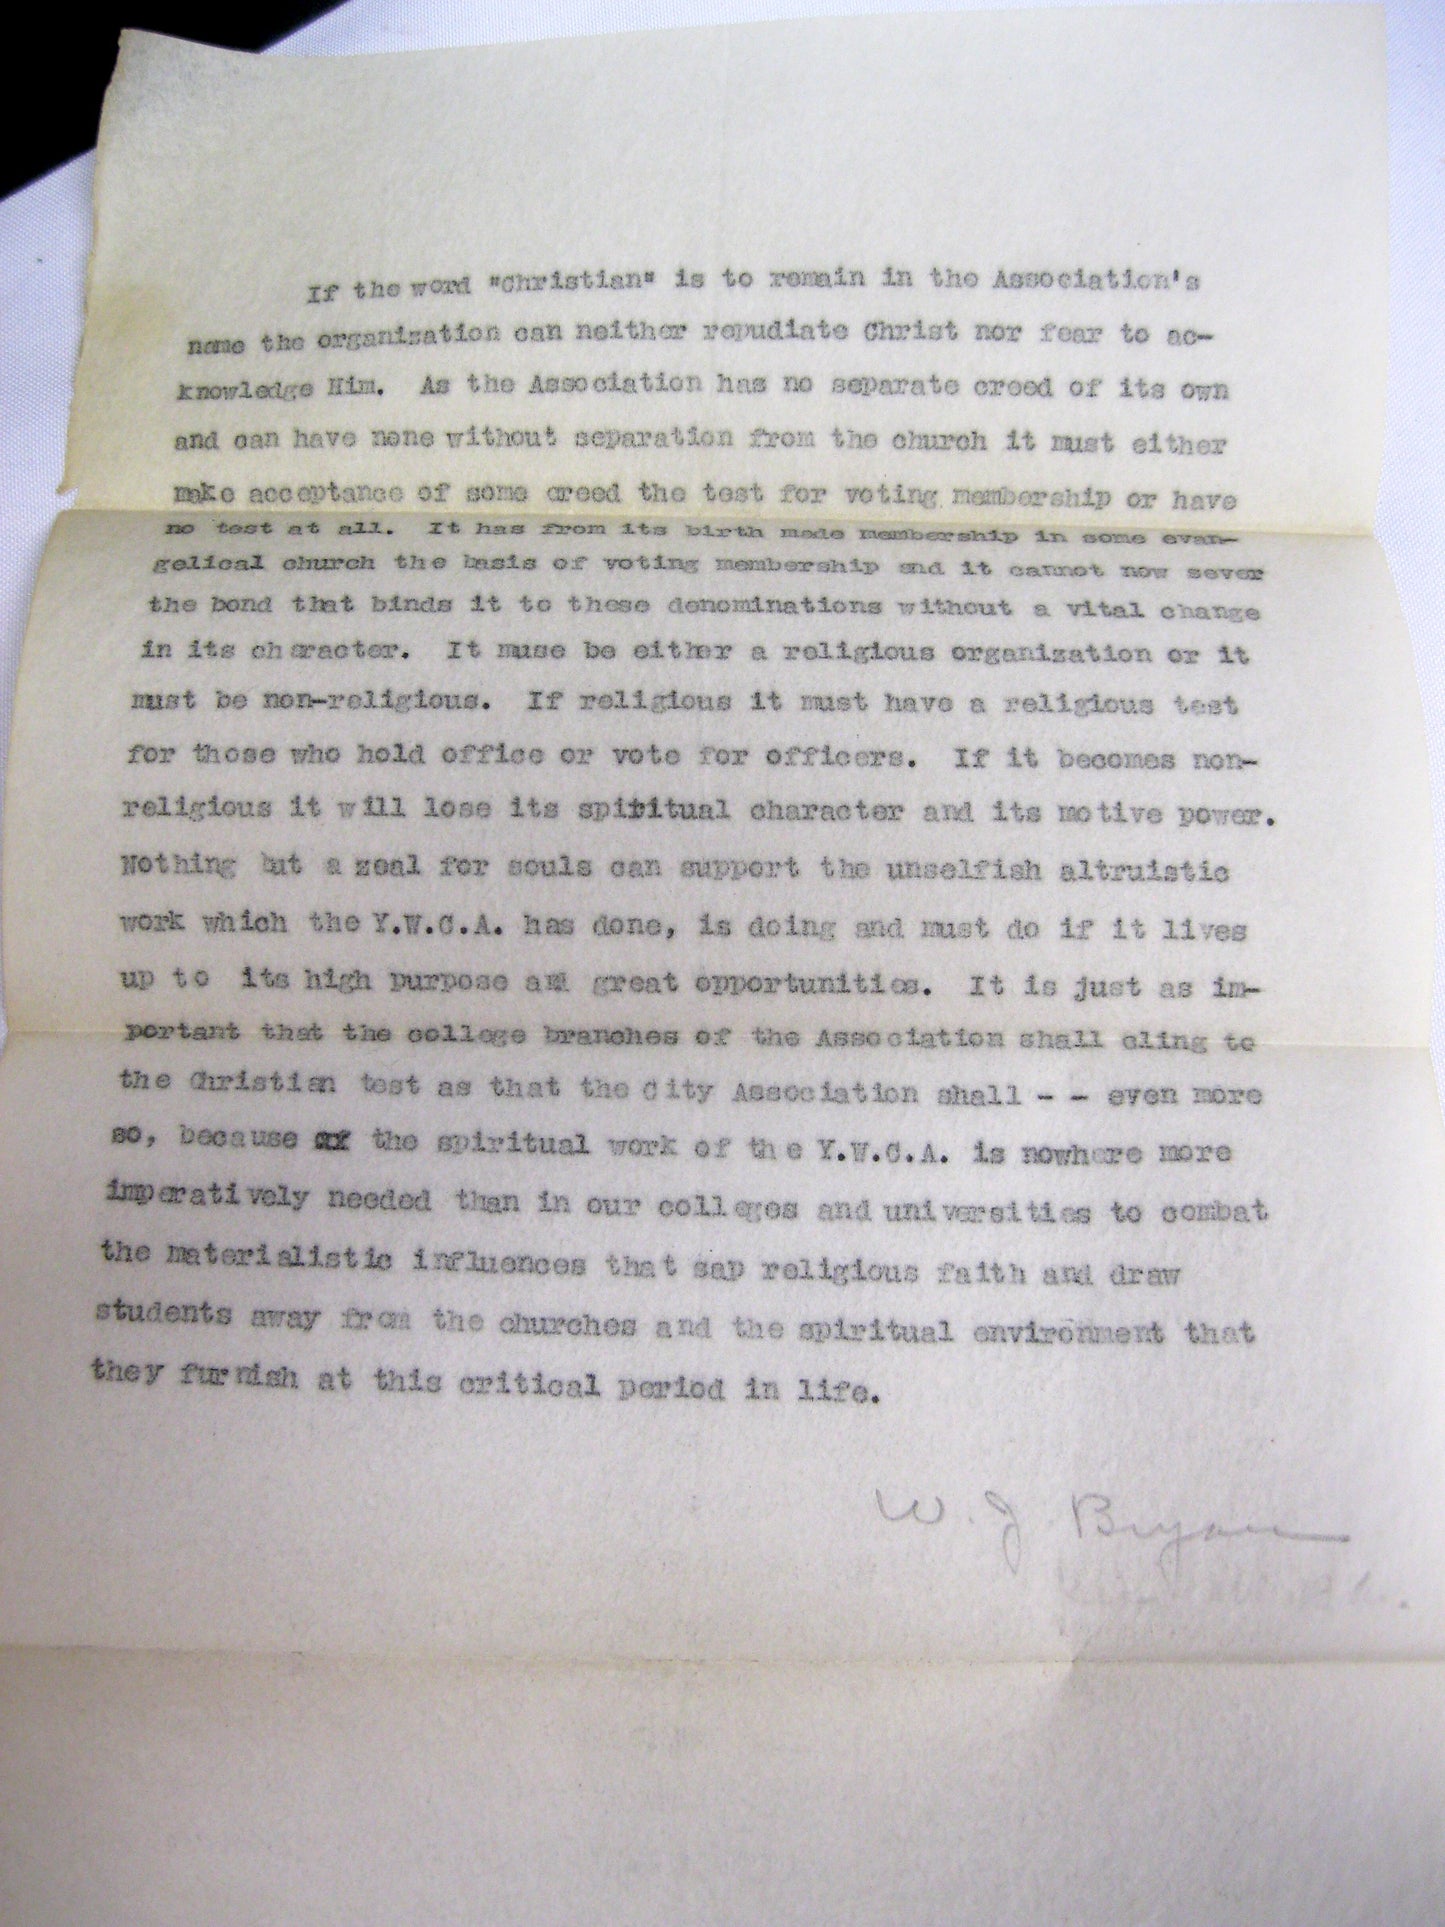 If the word "Christian" is to remain in the Association's
name the organization can neither repudiate Christ nor fear to ac-
knowledge Him.  As the Association has no separate creed of its own
and can have none without separation from the church it must either
make acceptance of some creed the test for voting membership or have
no test at all.  It has from its birth made membership in some evan-
gelical church the basis of voting membership and it cannot now sever
the bond that binds it to these denominations without a vital change
in its character.  It muse be either a religious organization or it
must be non-religious.  If religious it must have a religious test
for those who hold office or vote for officers.  If it becomes non-
religious it will lose its spiritual character and its motive power.
Nothing but a zeal for souls can support the unselfish altruistic
work which the Y.W.C.A. has done, is doing and must do if it lives
up to its high purpose and great opportunities.  It is just as im-
portant that the college branches of the Association shall cling to
the Christian test as that the City Association shall - - even more
so, because the spiritual work of the Y.W.C.A. is nowhere more
imperatively needed than in our colleges and universities to combat
the materialistic influences that sap religious faith and draw
students away from the churches and the spiritual environment that
they furnish at this critical period in life.
W. J. Bryan